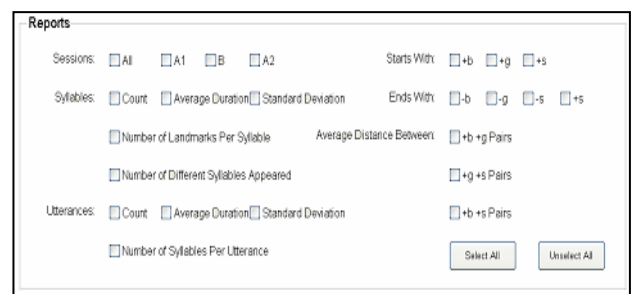 Reports
Sessions: All A1 B A2 Starts With: +b +g +s
Syllables: Count Average Duration Standard Deviation Ends With: -b -g -s +s
Number of Landmarks Per Syllable Average Distance Between: +b +g Pairs
Number of Different Syllables Appeared +g +s Pairs
Utterances: Count Average Duration Standard Deviation +b +s Pairs
Number of Syllables Per Utterance Select All Unselect All